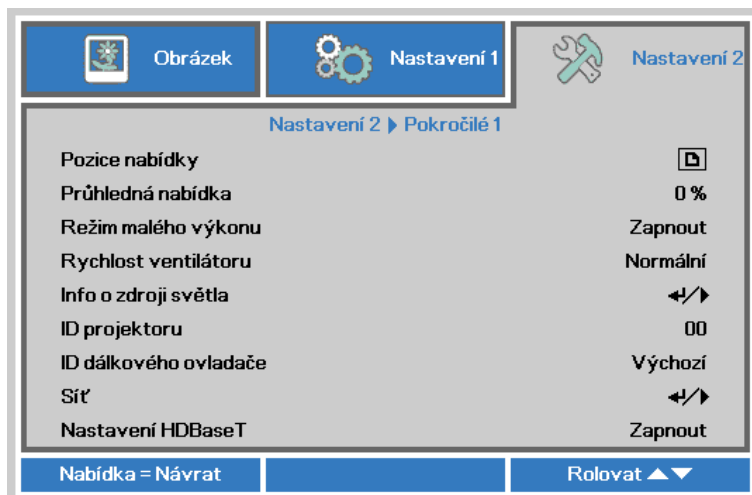 Obrázek
Nastavení 1
Nastavení 2
Nastavení 2 Pokročilé 1
Pozice nabídky
Průhledná nabídka 0 %
Režim malého výkonu Zapnout
Rychlost ventilátoru Normální
Info o zdroji světla
ID projektoru 00
ID dálkového ovladače Výchozí
Síť
Nastavení HDBaseT Zapnout
Nabídka = Návrat Rolovat